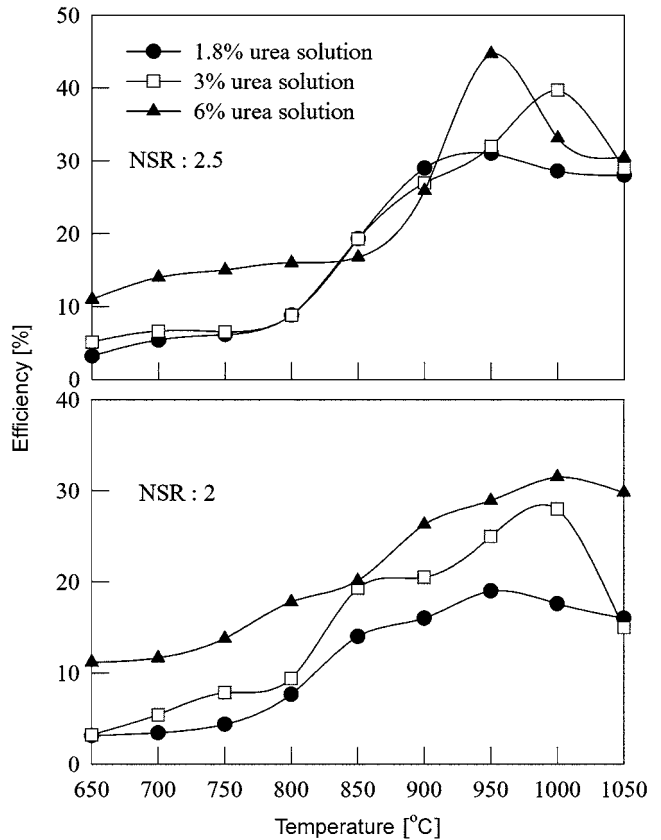 50
40
30
20
10
0
1.8% urea solution
3% urea solution
6% urea solution
NSR : 2.5
Efficiency [%]
40
30
20
10
0
NSR : 2
650 700 750 800 850 900 950 1000 1050
Temperature [°C]